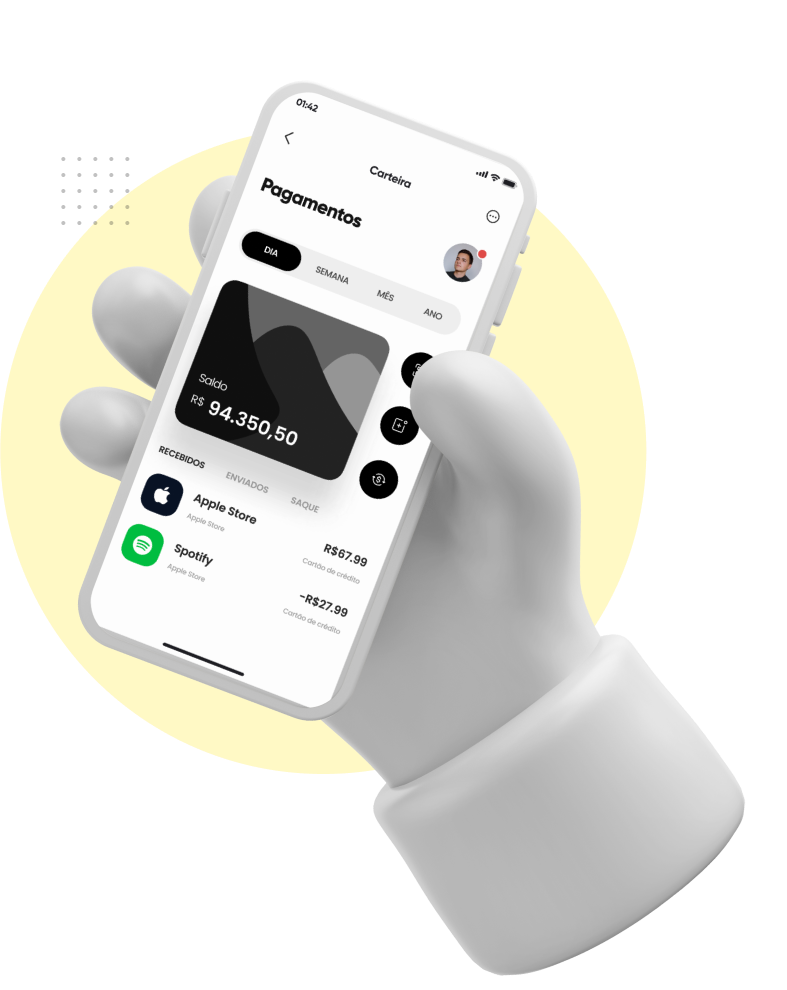 01:42
Carteira
Pagamentos
DIA
SEMANA
MÊS
ANO
Saldo
R$ 94.350,50
RECEBIDOS
ENVIADOS
SAQUE
Apple Store
Apple Store
R$67.99
Cartão de crédito
Spotify
Apple Store
-R$27.99
Cartão de crédito